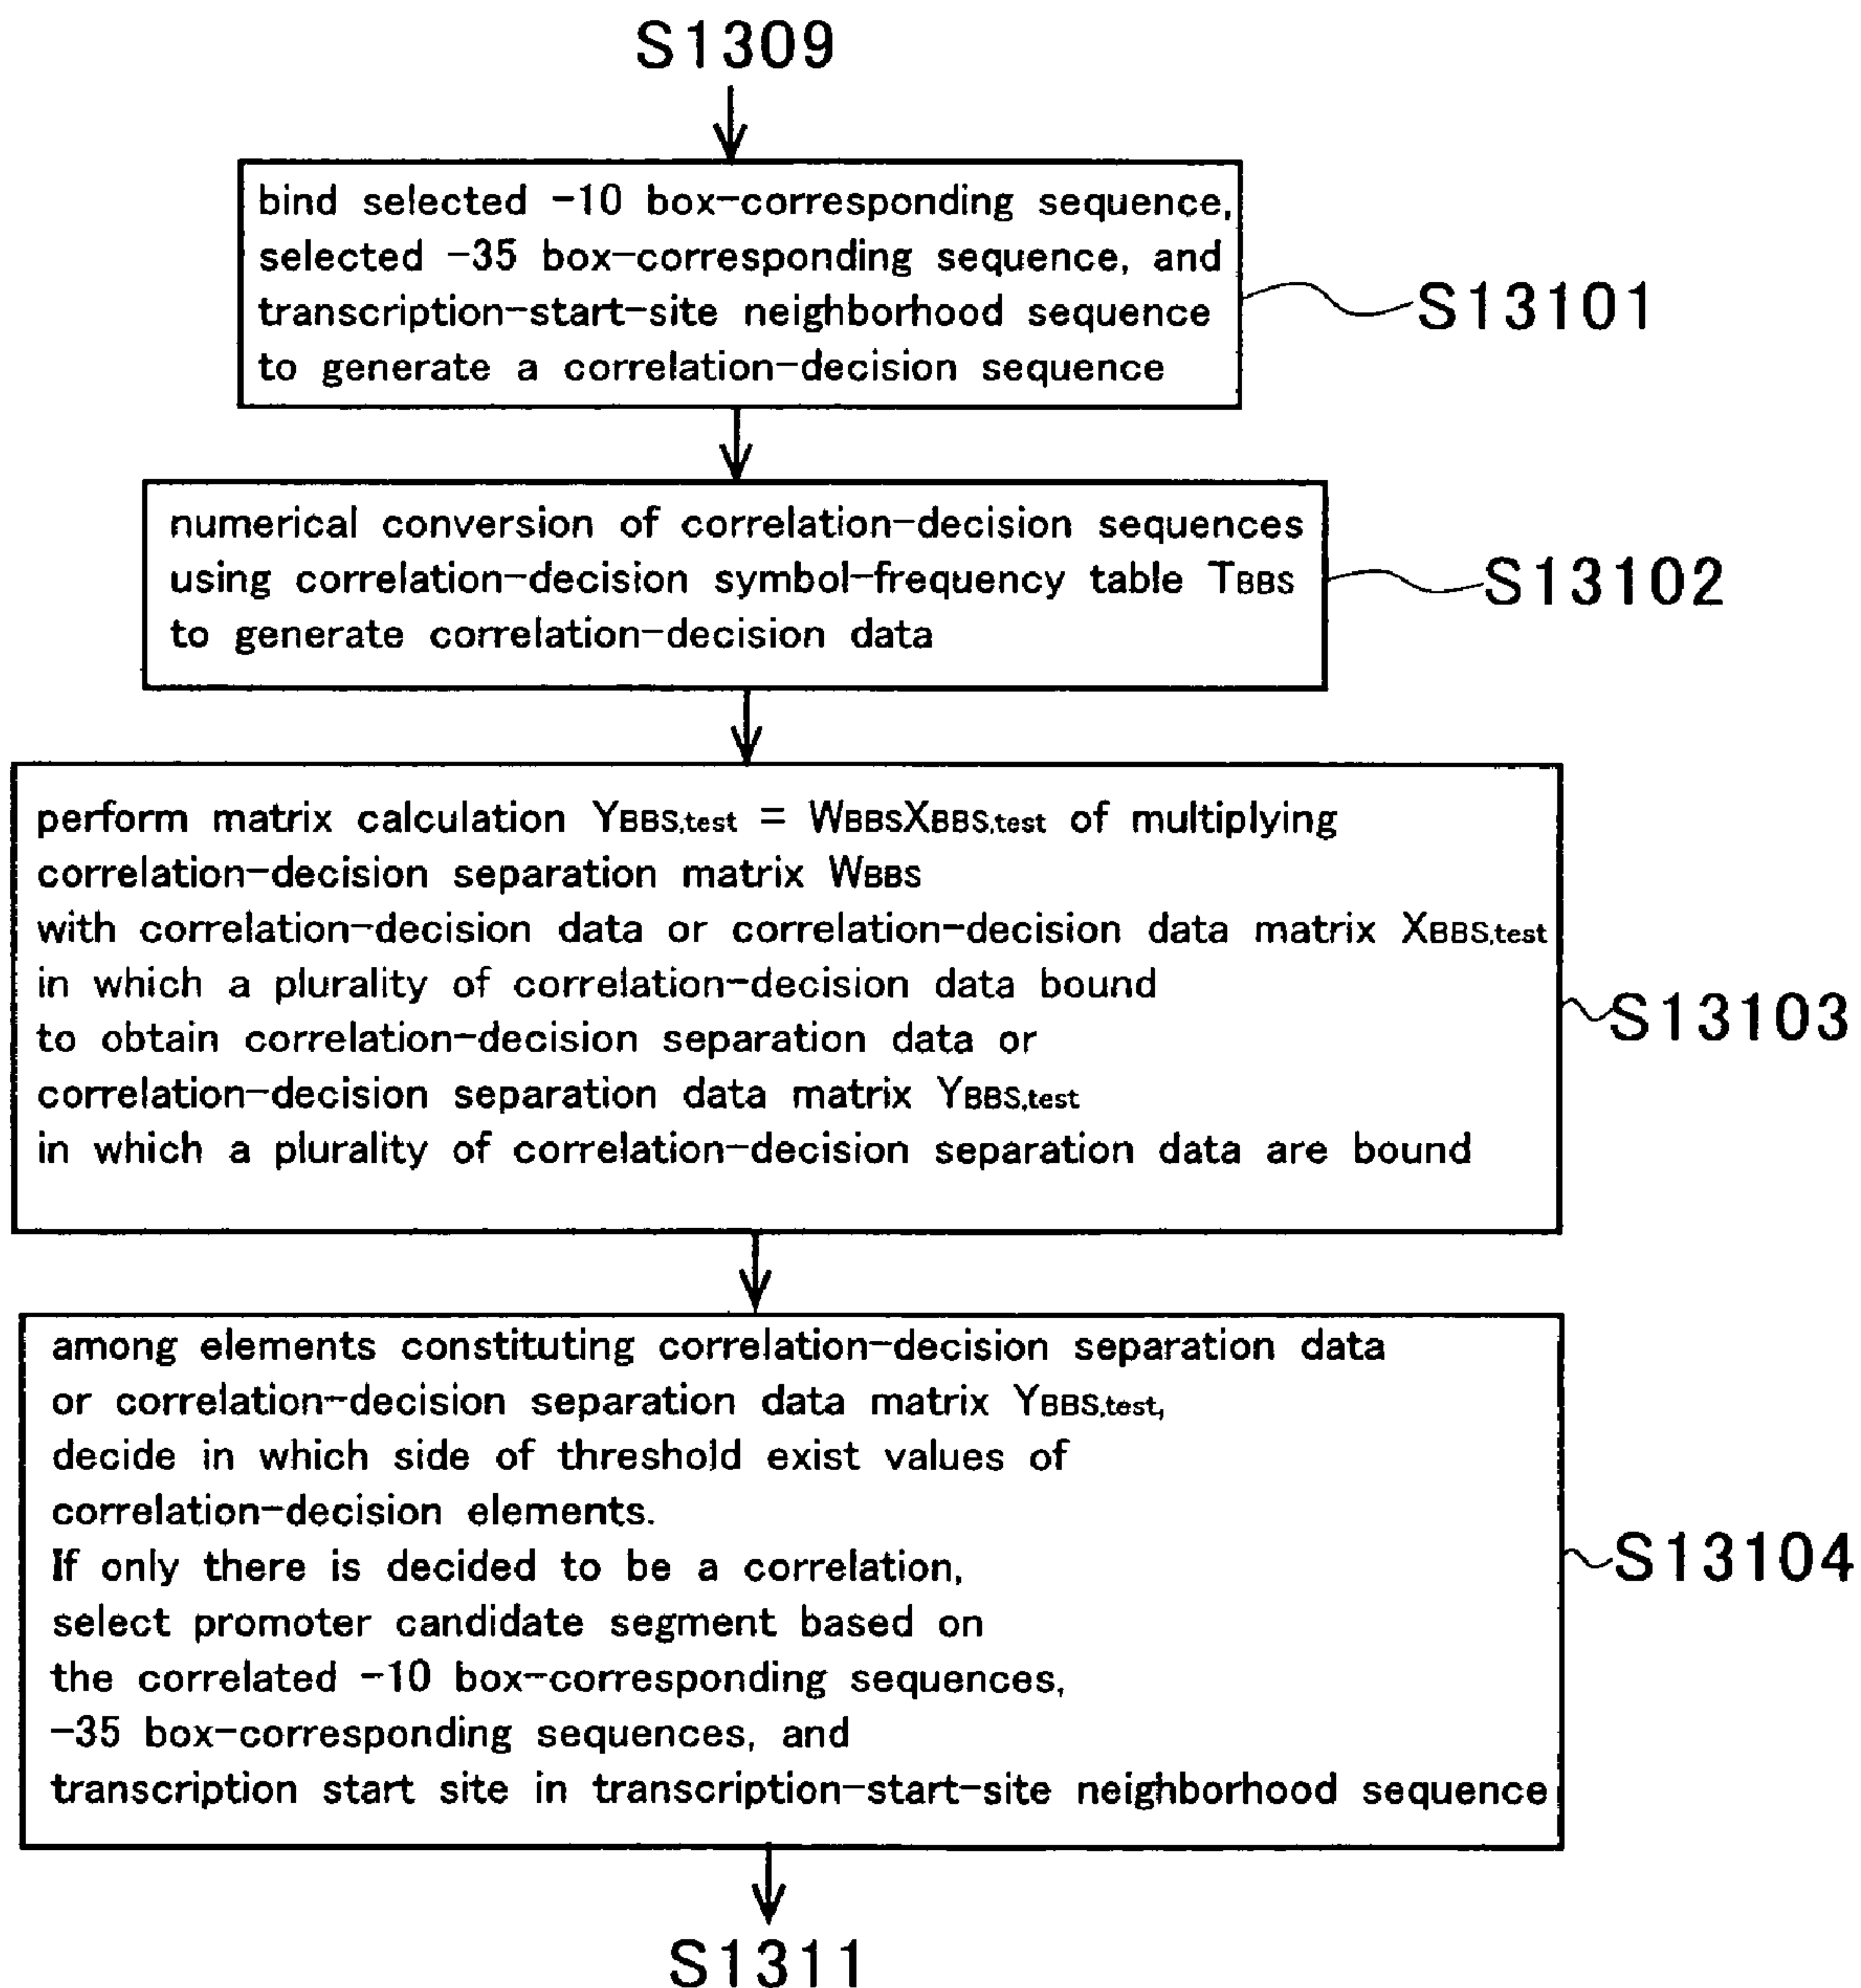 S1309
bind selected -10 box-corresponding sequence,
selected -35 box-corresponding sequence, and
transcription-start-site neighborhood sequence
to generate a correlation-decision sequence
S13101
numerical conversion of correlation-decision sequences
using correlation-decision symbol-frequency table TBBS
to generate correlation-decision data
S13102
perform matrix calculation YBBS,test = WBBSXBBS,test of multiplying
correlation-decision separation matrix WBBS
with correlation-decision data or correlation-decision data matrix XBBS,test
in which a plurality of correlation-decision data bound
to obtain correlation-decision separation data or
correlation-decision separation data matrix YBBS,test
in which a plurality of correlation-decision separation data are bound
S13103
among elements constituting correlation-decision separation data
or correlation-decision separation data matrix YBBS,test,
decide in which side of threshold exist values of
correlation-decision elements.
If only there is decided to be a correlation,
select promoter candidate segment based on
the correlated -10 box-corresponding sequences,
-35 box-corresponding sequences, and
transcription start site in transcription-start-site neighborhood sequence
S13104
S1311